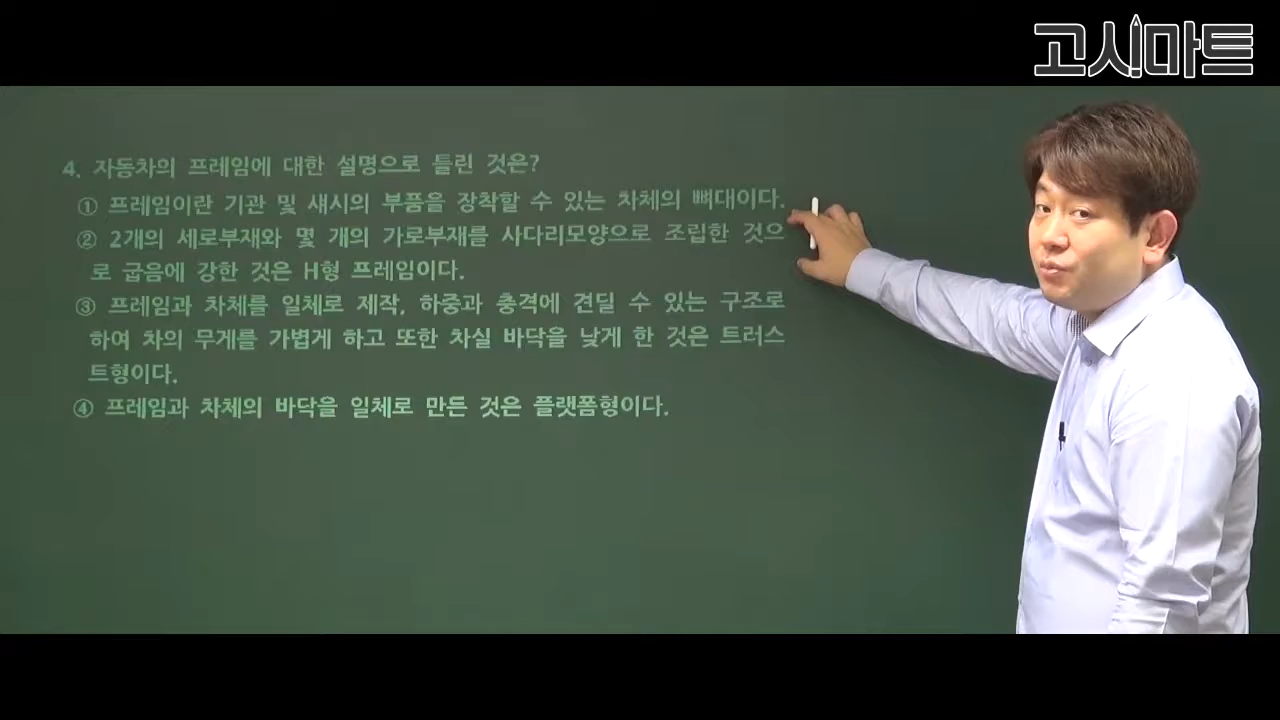 고시마트
4. 자동차의 프레임에 대한 설명으로 틀린 것은?
① 프레임이란 기관 및 섀시의 부품을 장착할 수 있는 차체의 뼈대이다.
② 2개의 세로부재와 몇 개의 가로부재를 사다리모양으로 조립한 것으
로 굽음에 강한 것은 H형 프레임이다.
③ 프레임과 차체를 일체로 제작, 하중과 충격에 견딜 수 있는 구조로
하여 차의 무게를 가볍게 하고 또한 차실 바닥을 낮게 한 것은 트러스
트형이다.
④ 프레임과 차체의 바닥을 일체로 만든 것은 플랫폼형이다.